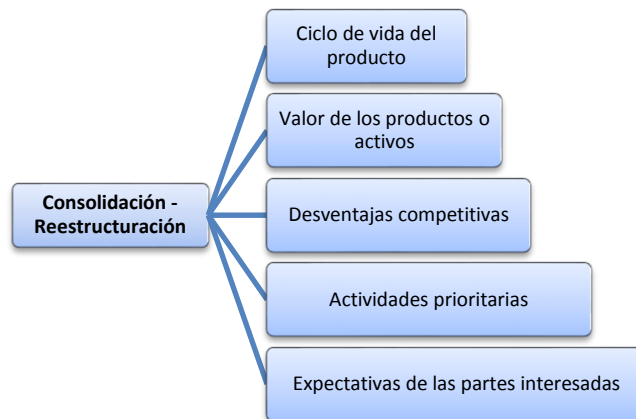 Ciclo de vida del
producto
Valor de los productos o
activos
Consolidación -
Reestructuración
Desventajas competitivas
Actividades prioritarias
Expectativas de las partes interesadas